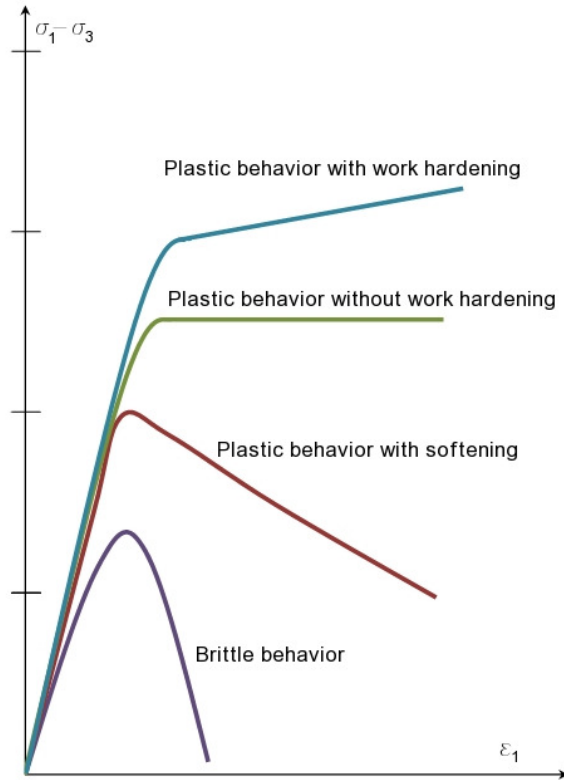 σ₁− σ₃
Plastic behavior with work hardening
Plastic behavior without work hardening
Plastic behavior with softening
Brittle behavior
ε₁